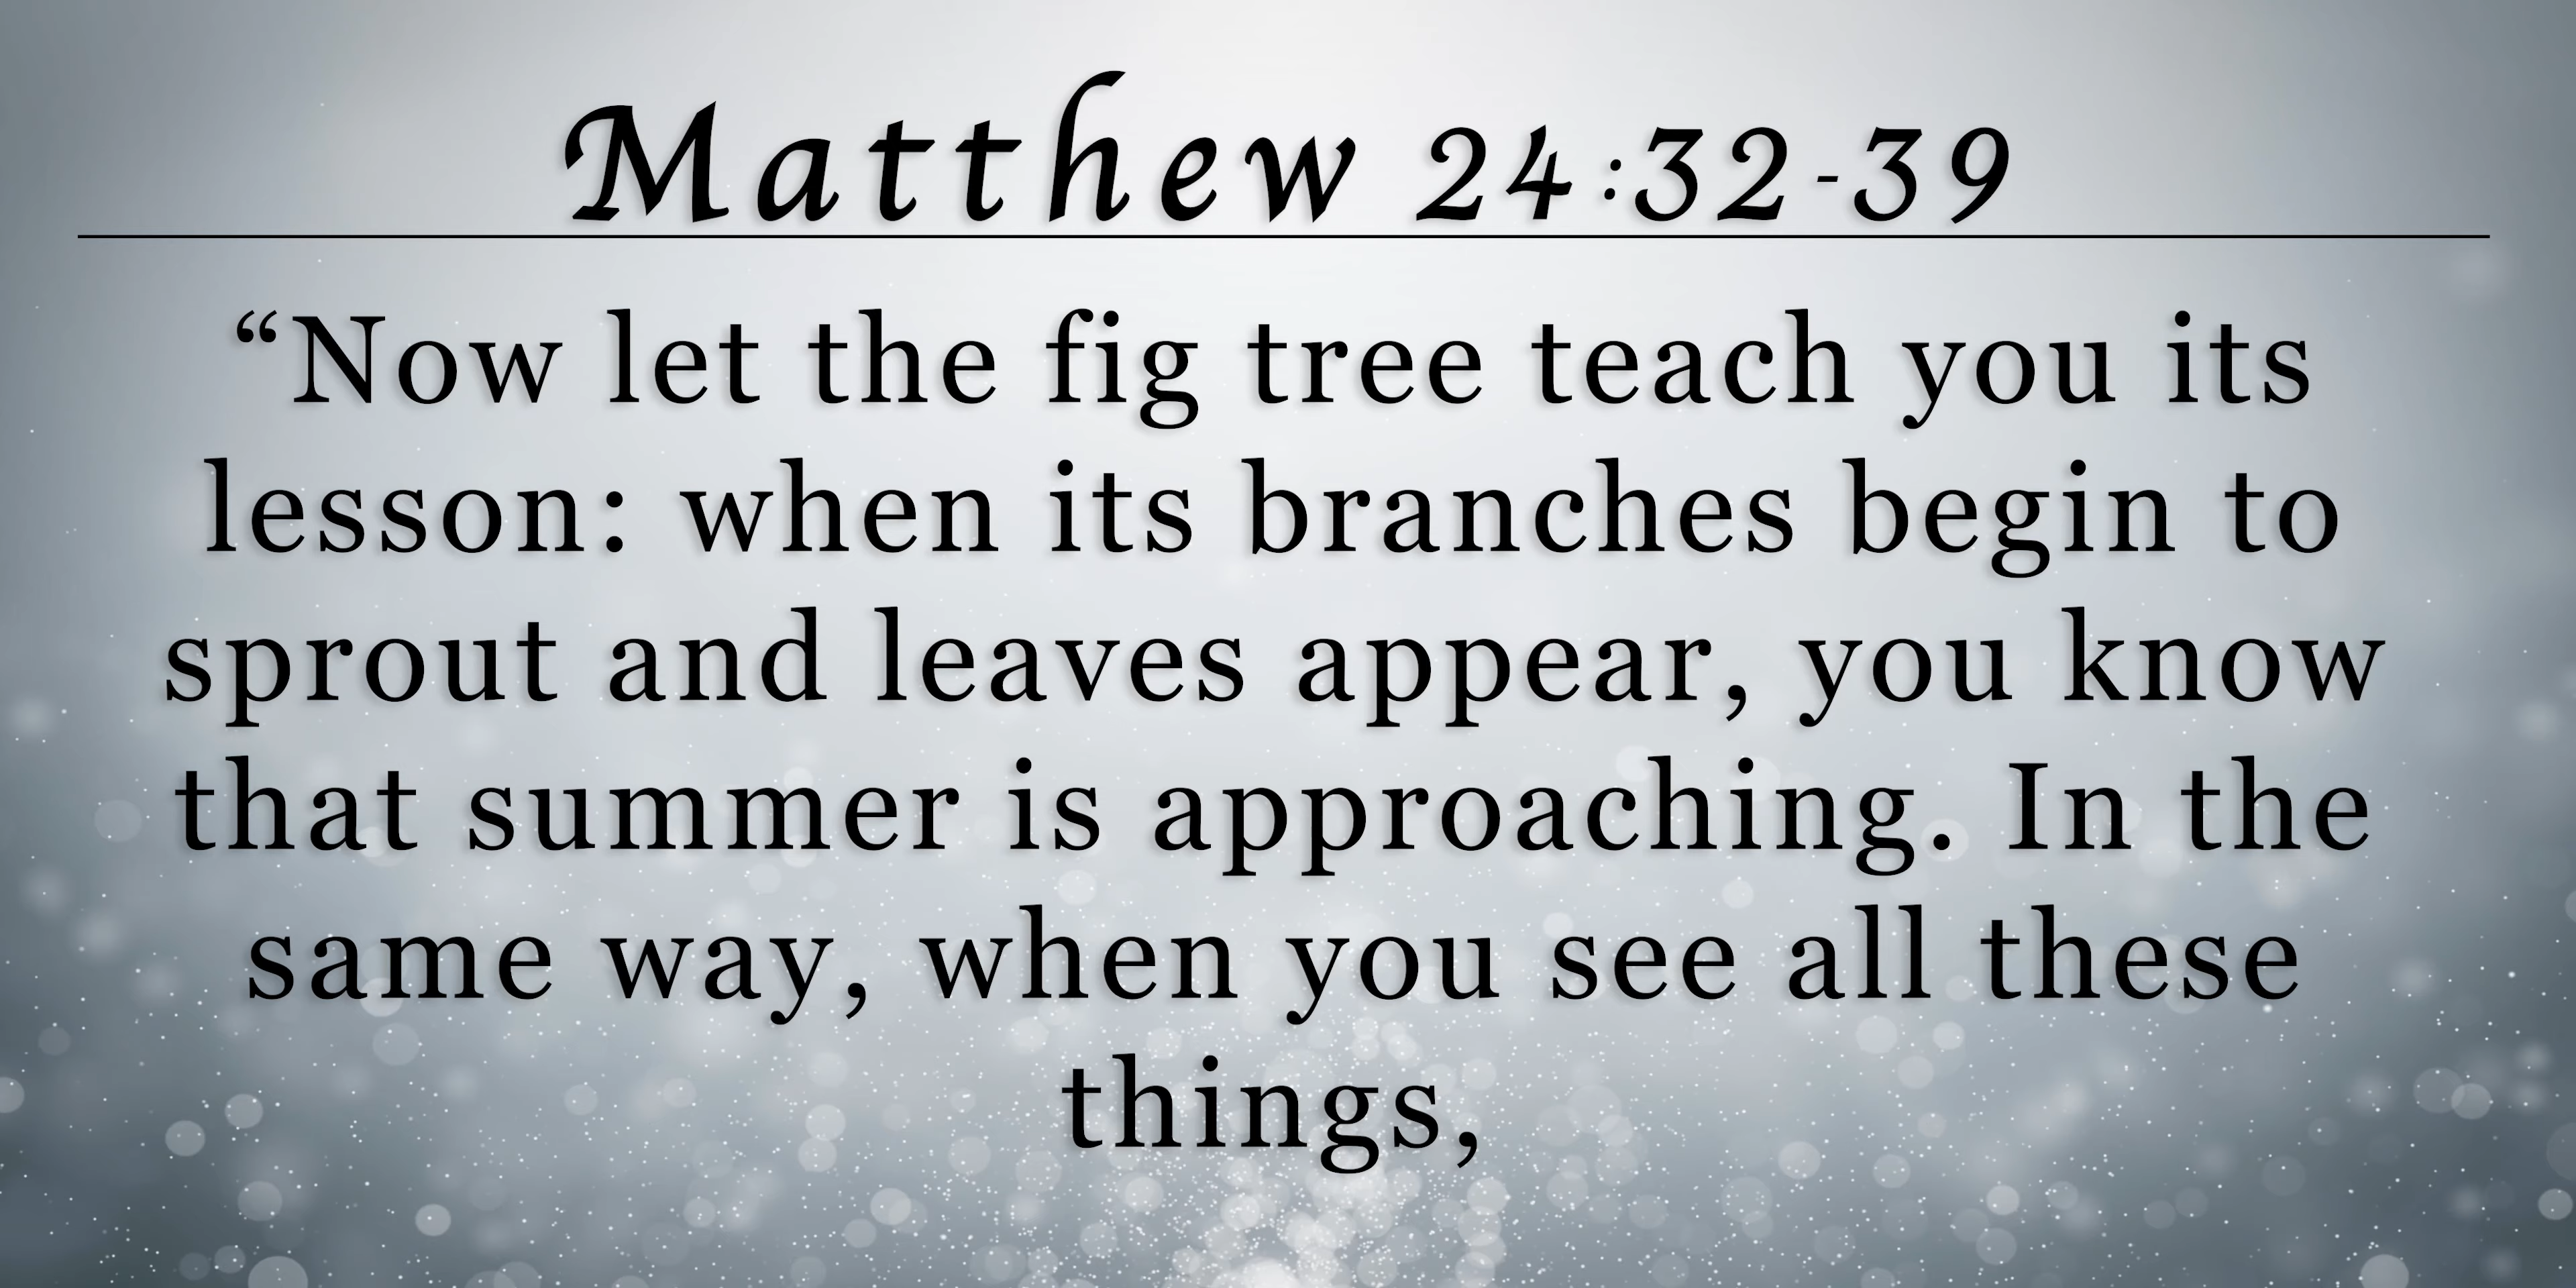 Matthew 24:32-39
“Now let the fig tree teach you its
lesson: when its branches begin to
sprout and leaves appear, you know
that summer is approaching. In the
same way, when you see all these
things,